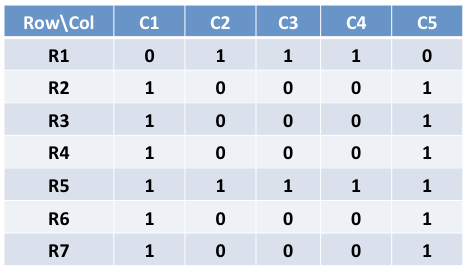 Row\Col C1 C2 C3 C4 C5
R1 0 1 1 1 0
R2 1 0 0 0 1
R3 1 0 0 0 1
R4 1 0 0 0 1
R5 1 1 1 1 1
R6 1 0 0 0 1
R7 1 0 0 0 1